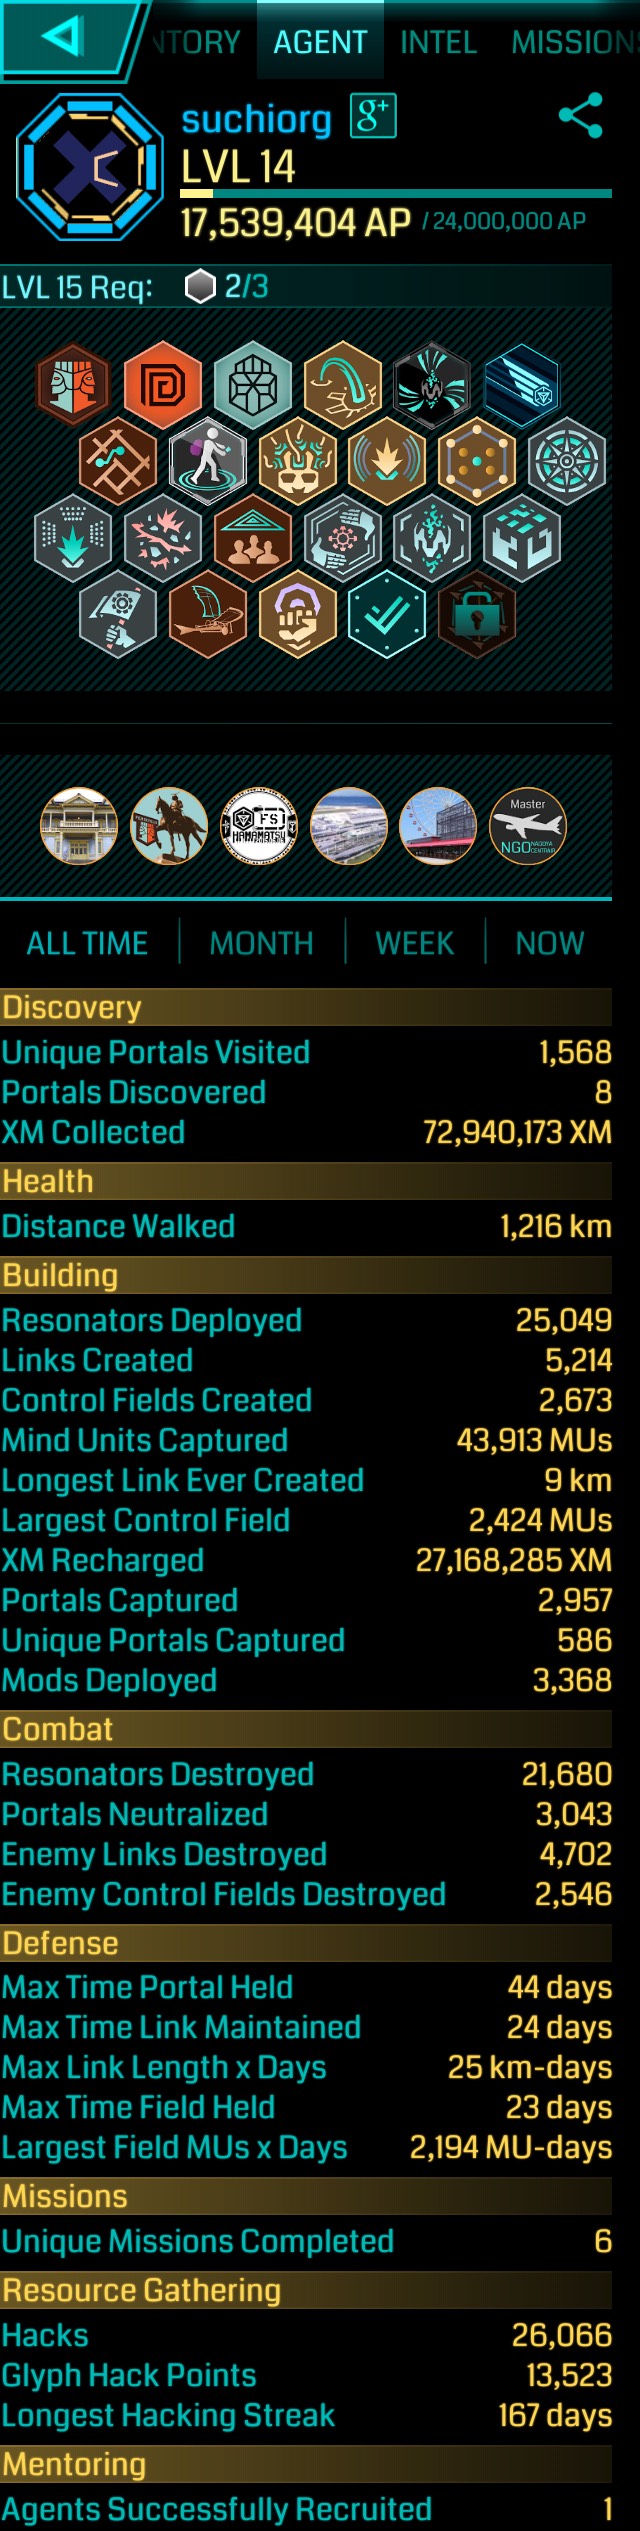 NTORY AGENT INTEL MISSIONS
suchiorg g+
LVL 14
17,539,404 AP / 24,000,000 AP
LVL 15 Req: 2/3
FS
HAMAMATSU
Master
NGO NAGOYA CENTRAIR
ALL TIME MONTH WEEK NOW
Discovery
Unique Portals Visited 1,568
Portals Discovered 8
XM Collected 72,940,173 XM
Health
Distance Walked 1,216 km
Building
Resonators Deployed 25,049
Links Created 5,214
Control Fields Created 2,673
Mind Units Captured 43,913 MUs
Longest Link Ever Created 9 km
Largest Control Field 2,424 MUs
XM Recharged 27,168,285 XM
Portals Captured 2,957
Unique Portals Captured 586
Mods Deployed 3,368
Combat
Resonators Destroyed 21,680
Portals Neutralized 3,043
Enemy Links Destroyed 4,702
Enemy Control Fields Destroyed 2,546
Defense
Max Time Portal Held 44 days
Max Time Link Maintained 24 days
Max Link Length x Days 25 km-days
Max Time Field Held 23 days
Largest Field MUs x Days 2,194 MU-days
Missions
Unique Missions Completed 6
Resource Gathering
Hacks 26,066
Glyph Hack Points 13,523
Longest Hacking Streak 167 days
Mentoring
Agents Successfully Recruited 1